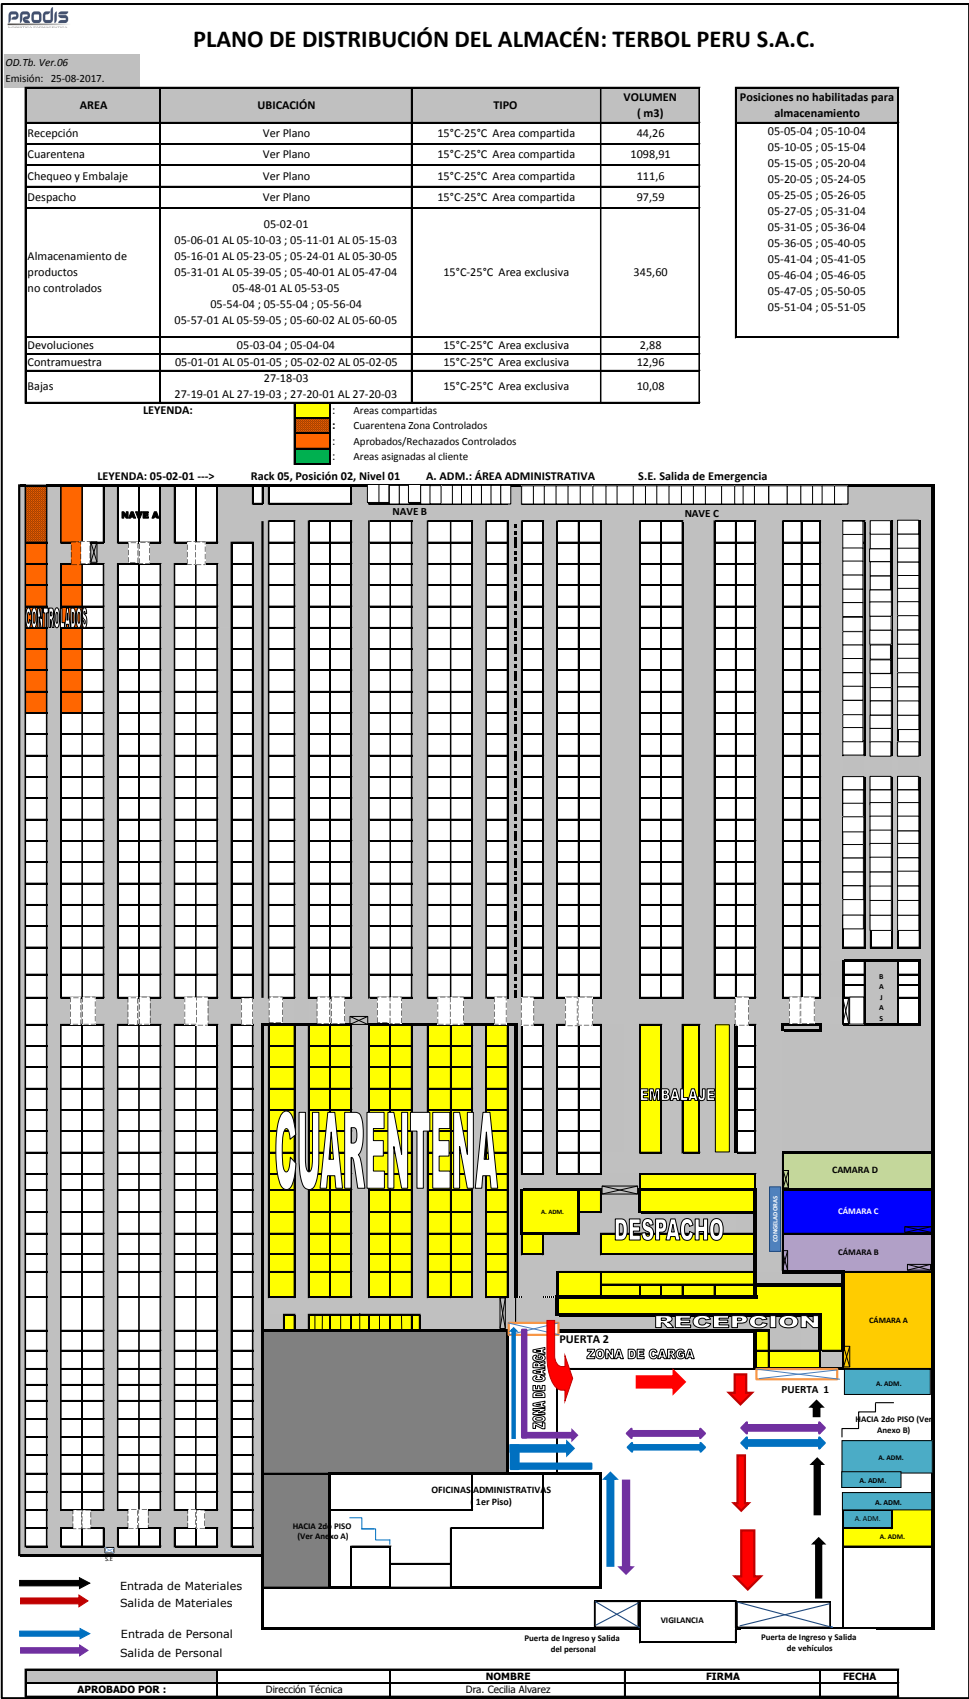 PRODIS
PLANO DE DISTRIBUCIÓN DEL ALMACÉN: TERBOL PERU S.A.C.
OD.Tb. Ver.06
Emisión: 25-08-2017.
AREA UBICACIÓN TIPO VOLUMEN ( m3)
Recepción Ver Plano 15°C-25°C Area compartida 44,26
Cuarentena Ver Plano 15°C-25°C Area compartida 1098,91
Chequeo y Embalaje Ver Plano 15°C-25°C Area compartida 111,6
Despacho Ver Plano 15°C-25°C Area compartida 97,59
Almacenamiento de
productos
no controlados
05-02-01
05-06-01 AL 05-10-03 ; 05-11-01 AL 05-15-03
05-16-01 AL 05-23-05 ; 05-24-01 AL 05-30-05
05-31-01 AL 05-39-05 ; 05-40-01 AL 05-47-04
05-48-01 AL 05-53-05
05-54-04 ; 05-55-04 ; 05-56-04
05-57-01 AL 05-59-05 ; 05-60-02 AL 05-60-05
15°C-25°C Area exclusiva 345,60
Devoluciones 05-03-04 ; 05-04-04 15°C-25°C Area exclusiva 2,88
Contramuestra 05-01-01 AL 05-01-05 ; 05-02-02 AL 05-02-05 15°C-25°C Area exclusiva 12,96
Bajas
27-18-03
27-19-01 AL 27-19-03 ; 27-20-01 AL 27-20-03
15°C-25°C Area exclusiva 10,08
Posiciones no habilitadas para
almacenamiento
05-05-04 ; 05-10-04
05-10-05 ; 05-15-04
05-15-05 ; 05-20-04
05-20-05 ; 05-24-05
05-25-05 ; 05-26-05
05-27-05 ; 05-31-04
05-31-05 ; 05-36-04
05-36-05 ; 05-40-05
05-41-04 ; 05-41-05
05-46-04 ; 05-46-05
05-47-05 ; 05-50-05
05-51-04 ; 05-51-05
LEYENDA:
: Areas compartidas
: Cuarentena Zona Controlados
: Aprobados/Rechazados Controlados
: Areas asignadas al cliente
LEYENDA: 05-02-01 ---> Rack 05, Posición 02, Nivel 01 A. ADM.: ÁREA ADMINISTRATIVA S.E. Salida de Emergencia
NAVE A
NAVE B
NAVE C
CONTROLADOS
BAJAS
CUARENTENA
EMBALAJE
CAMARA D
CONGELADORAS
CÁMARA C
A. ADM.
DESPACHO
CÁMARA B
RECEPCION
CÁMARA A
PUERTA 2
ZONA DE CARGA
ZONA DE CARGA
PUERTA 1
A. ADM.
HACIA 2do PISO (Ver
Anexo B)
A. ADM.
A. ADM.
A. ADM.
A. ADM.
A. ADM.
OFICINAS ADMINISTRATIVAS
1er Piso)
HACIA 2do PISO
(Ver Anexo A)
S.E
Entrada de Materiales
Salida de Materiales
Entrada de Personal
Salida de Personal
VIGILANCIA
Puerta de Ingreso y Salida
del personal
Puerta de Ingreso y Salida
de vehículos
NOMBRE FIRMA FECHA
APROBADO POR : Dirección Técnica Dra. Cecilia Alvarez